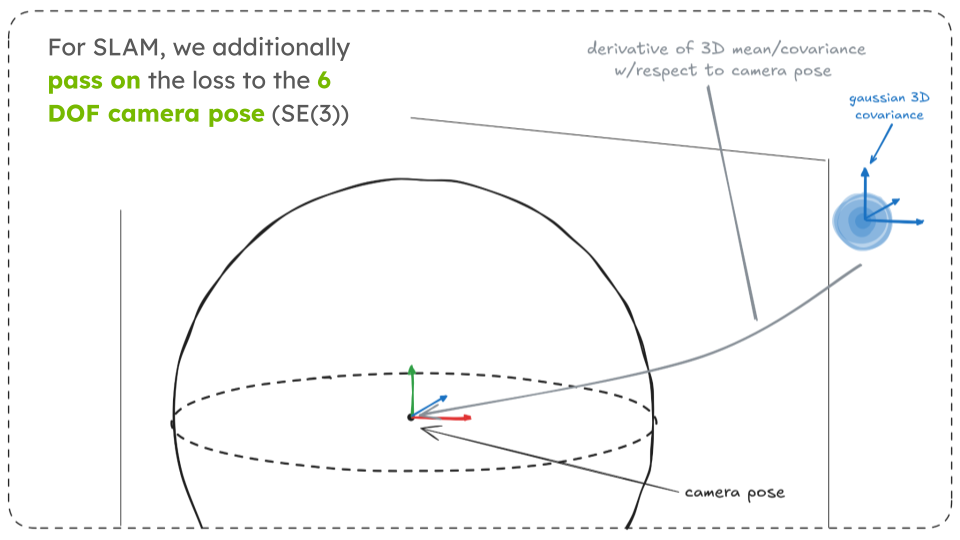 For SLAM, we additionally
pass on the loss to the 6
DOF camera pose (SE(3))
derivative of 3D mean/covariance
w/respect to camera pose
gaussian 3D
covariance
camera pose